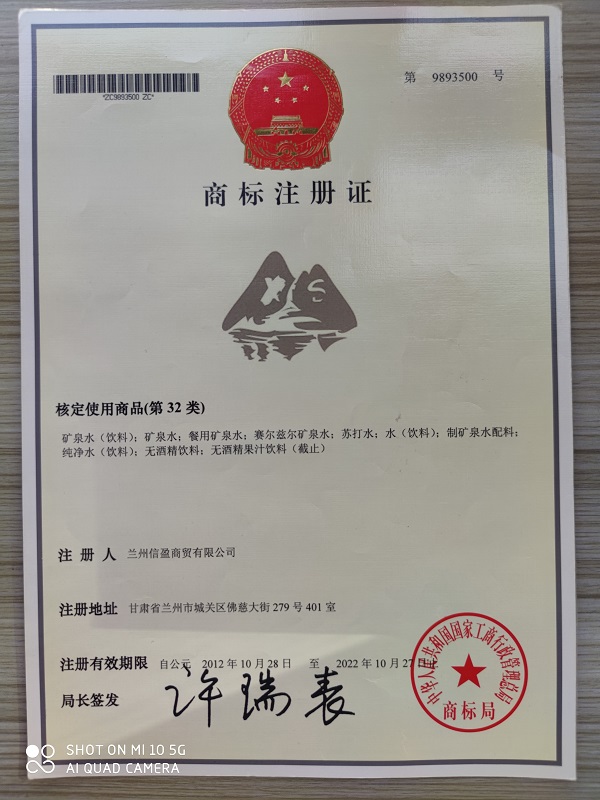 第 9893500 号
*ZC9893500 ZC*
商标注册证
XS
核定使用商品(第 32 类)
矿泉水（饮料）；矿泉水；餐用矿泉水；赛尔兹尔矿泉水；苏打水；水（饮料）；制矿泉水配料；
纯净水（饮料）；无酒精饮料；无酒精果汁饮料（截止）
注册人 兰州信盈商贸有限公司
注册地址 甘肃省兰州市城关区佛慈大街 279 号 401 室
注册有效期限 自公元 2012 年 10 月 28 日 至 2022 年 10 月 27 日止
局长签发 许瑞表
中华人民共和国国家工商行政管理总局
商标局
SHOT ON MI 10 5G
AI QUAD CAMERA